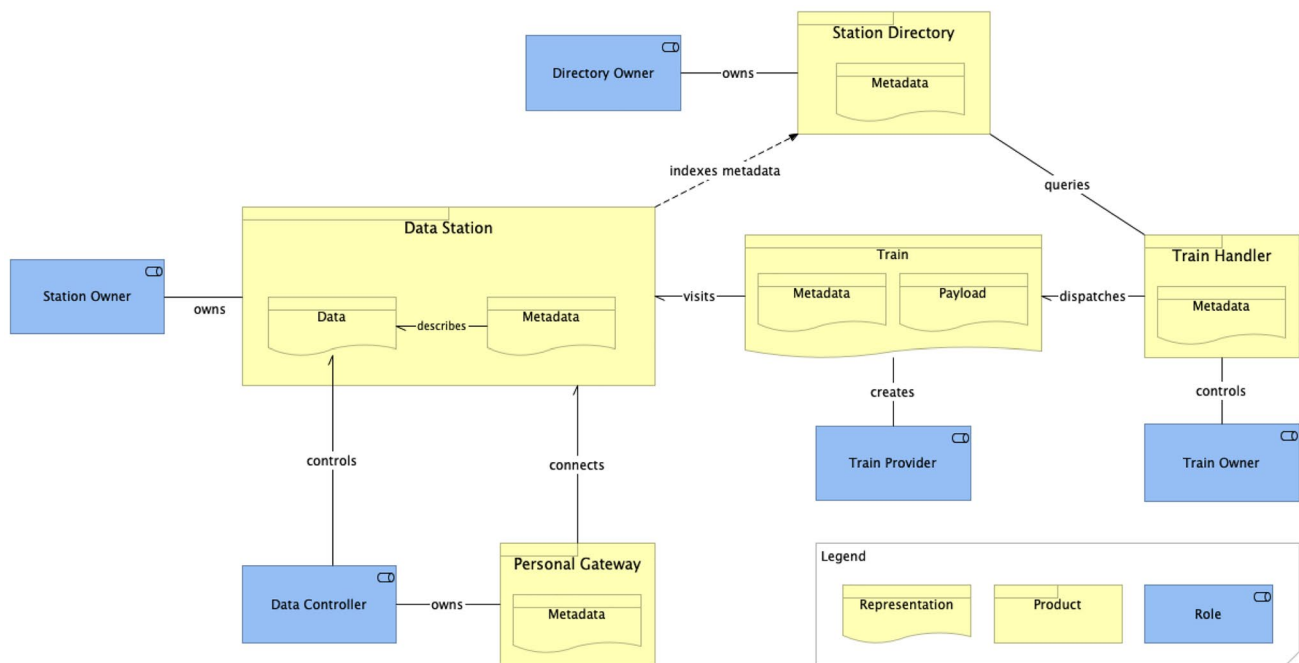 Station Directory
Directory Owner
owns
Metadata
indexes metadata
queries
Data Station
Train
Train Handler
Station Owner
owns
Data
describes
Metadata
visits
Metadata
Payload
dispatches
Metadata
creates
controls
controls
connects
Train Provider
Train Owner
Personal Gateway
Data Controller
owns
Metadata
Legend
Representation
Product
Role